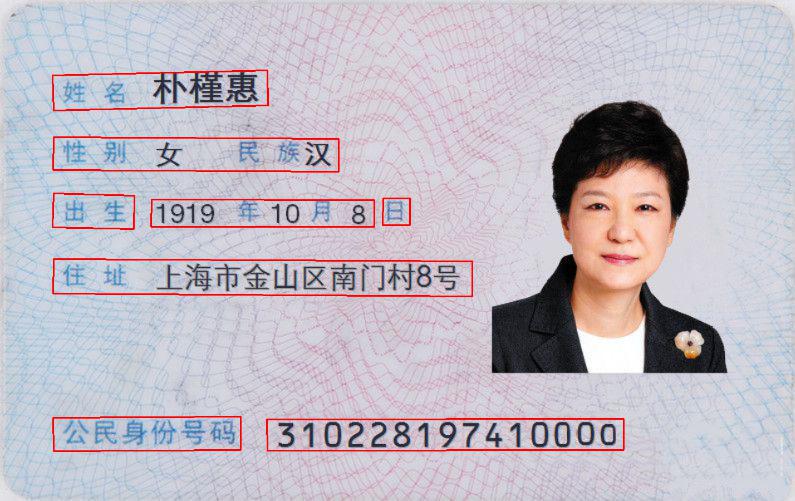 姓名 朴槿惠
性别 女 民族 汉
出生 1919 年 10 月 8 日
住址 上海市金山区南门村8号
公民身份号码 310228197410000